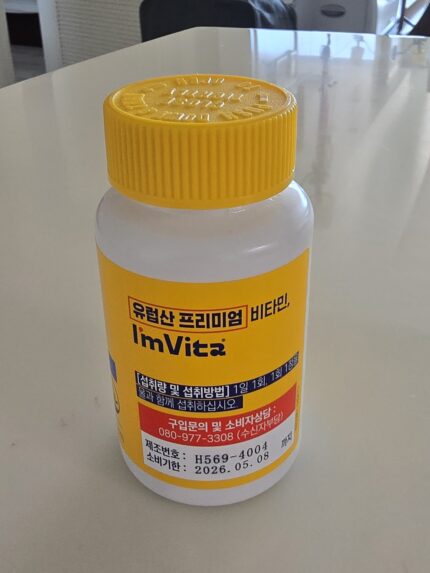 유럽산 프리미엄 비타민,
I'mVita
[섭취량 및 섭취방법] 1일 1회, 1회 1정을
물과 함께 섭취하십시오
구입문의 및 소비자상담 :
080-977-3308 (수신자부담)
제조번호 : H569-4004
소비기한 : 2026.05.08 까지